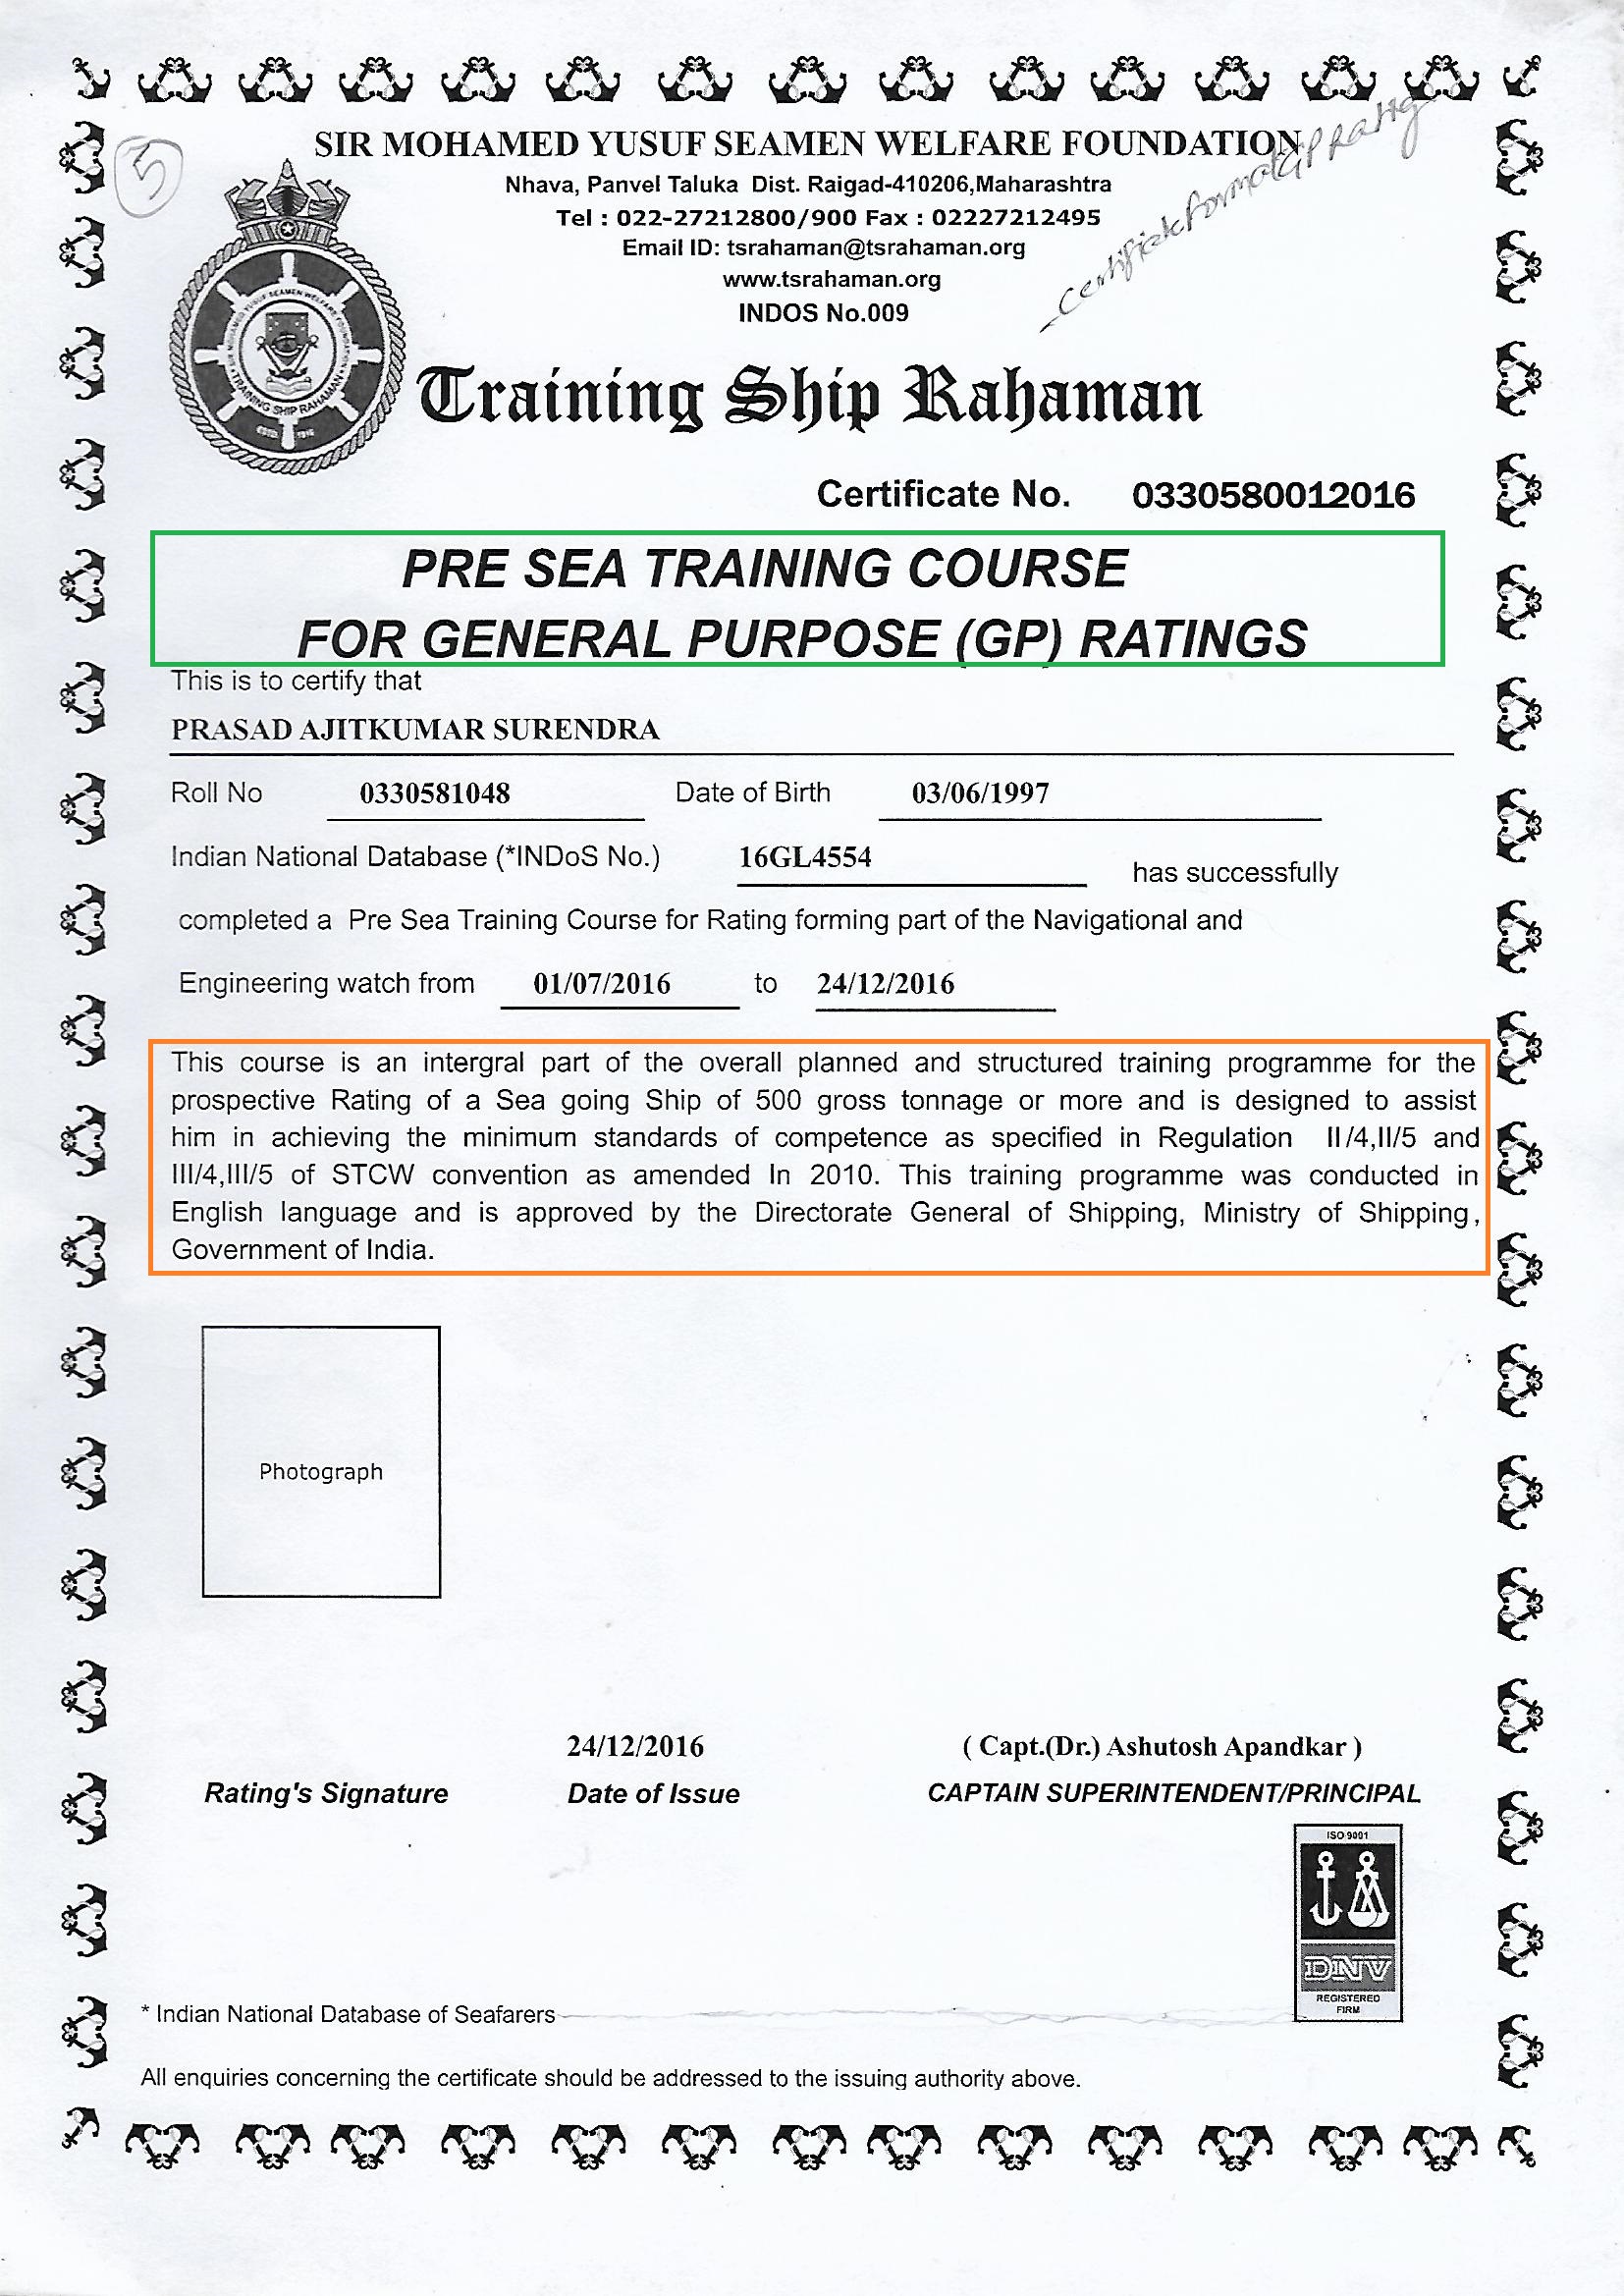 5
SIR MOHAMED YUSUF SEAMEN WELFARE FOUNDATION
Nhava, Panvel Taluka Dist. Raigad-410206,Maharashtra
Tel : 022-27212800/900 Fax : 02227212495
Email ID: tsrahaman@tsrahaman.org
www.tsrahaman.org
INDOS No.009
GP Rating
SIR MOHAMED YUSUF SEAMEN WELFARE FOUNDATION
TRAINING SHIP RAHAMAN
ESTD. 1910
Training Ship Rahaman
Certificate No. 0330580012016
PRE SEA TRAINING COURSE
FOR GENERAL PURPOSE (GP) RATINGS
This is to certify that
PRASAD AJITKUMAR SURENDRA
Roll No 0330581048 Date of Birth 03/06/1997
Indian National Database (*INDoS No.) 16GL4554 has successfully
completed a Pre Sea Training Course for Rating forming part of the Navigational and
Engineering watch from 01/07/2016 to 24/12/2016
This course is an intergral part of the overall planned and structured training programme for the
prospective Rating of a Sea going Ship of 500 gross tonnage or more and is designed to assist
him in achieving the minimum standards of competence as specified in Regulation II/4,II/5 and
III/4,III/5 of STCW convention as amended In 2010. This training programme was conducted in
English language and is approved by the Directorate General of Shipping, Ministry of Shipping,
Government of India.
Photograph
24/12/2016 ( Capt.(Dr.) Ashutosh Apandkar )
Rating's Signature Date of Issue CAPTAIN SUPERINTENDENT/PRINCIPAL
ISO 9001
DNV
REGISTERED
FIRM
* Indian National Database of Seafarers
All enquiries concerning the certificate should be addressed to the issuing authority above.